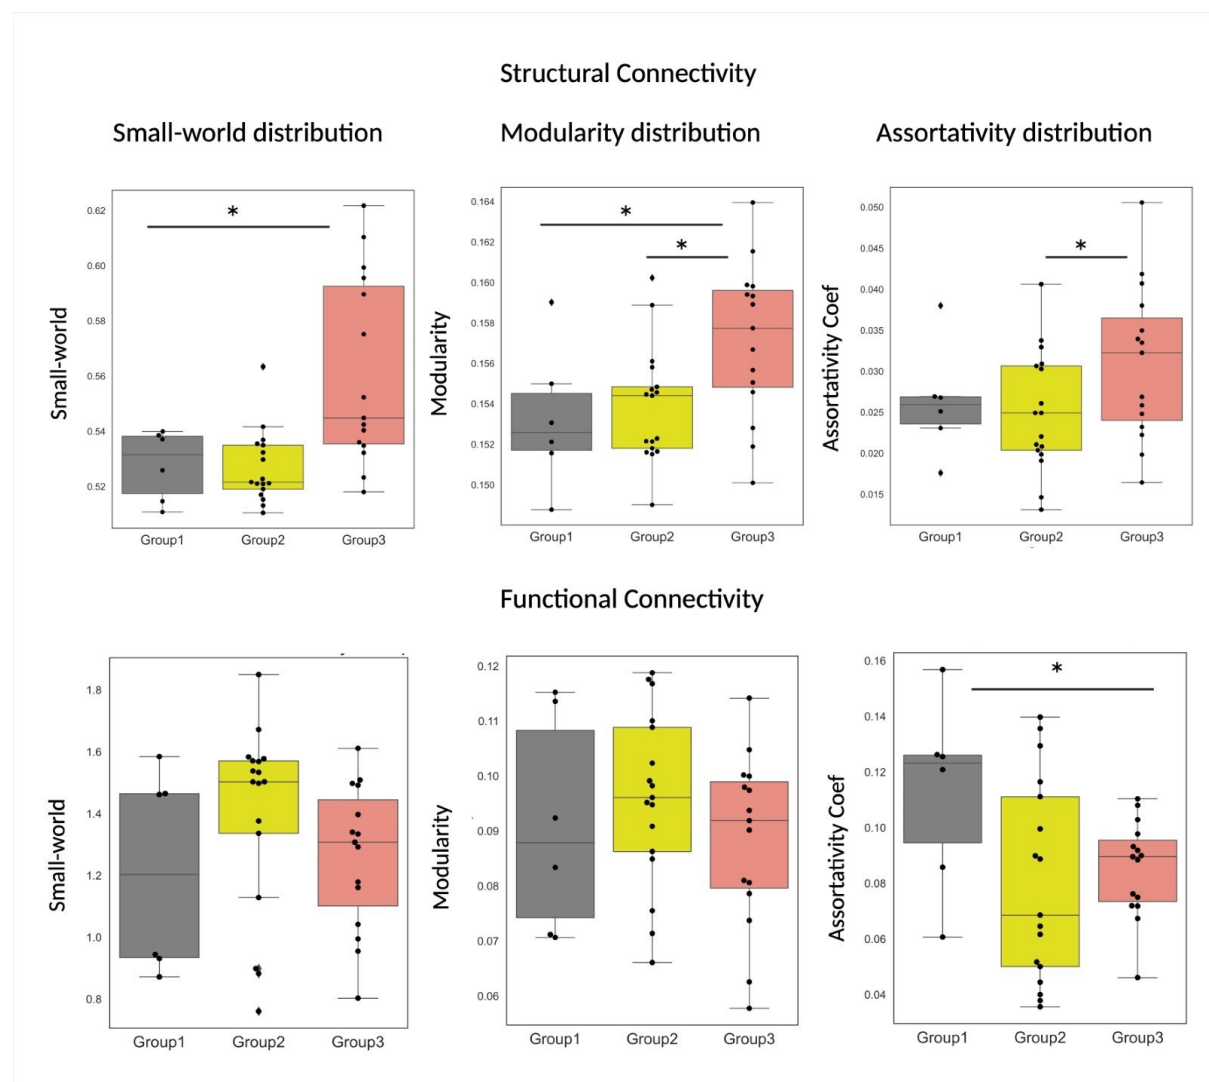 Structural Connectivity
Small-world distribution
Modularity distribution
Assortativity distribution
Small-world
0.62
0.60
0.58
0.56
0.54
0.52
*
Group1
Group2
Group3
Modularity
0.164
0.162
0.160
0.158
0.156
0.154
0.152
0.150
*
*
Group1
Group2
Group3
Assortativity Coef
0.050
0.045
0.040
0.035
0.030
0.025
0.020
0.015
*
Group1
Group2
Group3
Functional Connectivity
Small-world
1.8
1.6
1.4
1.2
1.0
0.8
Group1
Group2
Group3
Modularity
0.12
0.11
0.10
0.09
0.08
0.07
0.06
Group1
Group2
Group3
Assortativity Coef
0.16
0.14
0.12
0.10
0.08
0.06
0.04
*
Group1
Group2
Group3